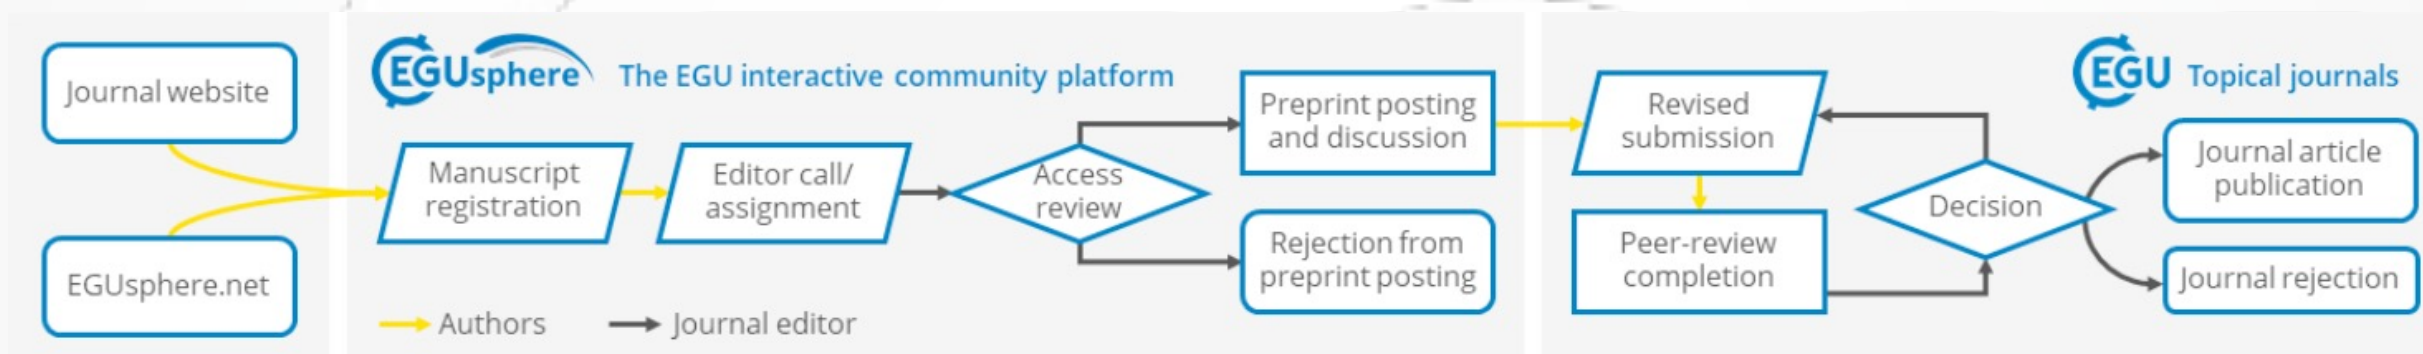 Journal website
EGUsphere.net
EGUsphere
The EGU interactive community platform
Manuscript
registration
Editor call/
assignment
Access
review
Preprint posting
and discussion
Rejection from
preprint posting
Authors
Journal editor
EGU
Topical journals
Revised
submission
Peer-review
completion
Decision
Journal article
publication
Journal rejection